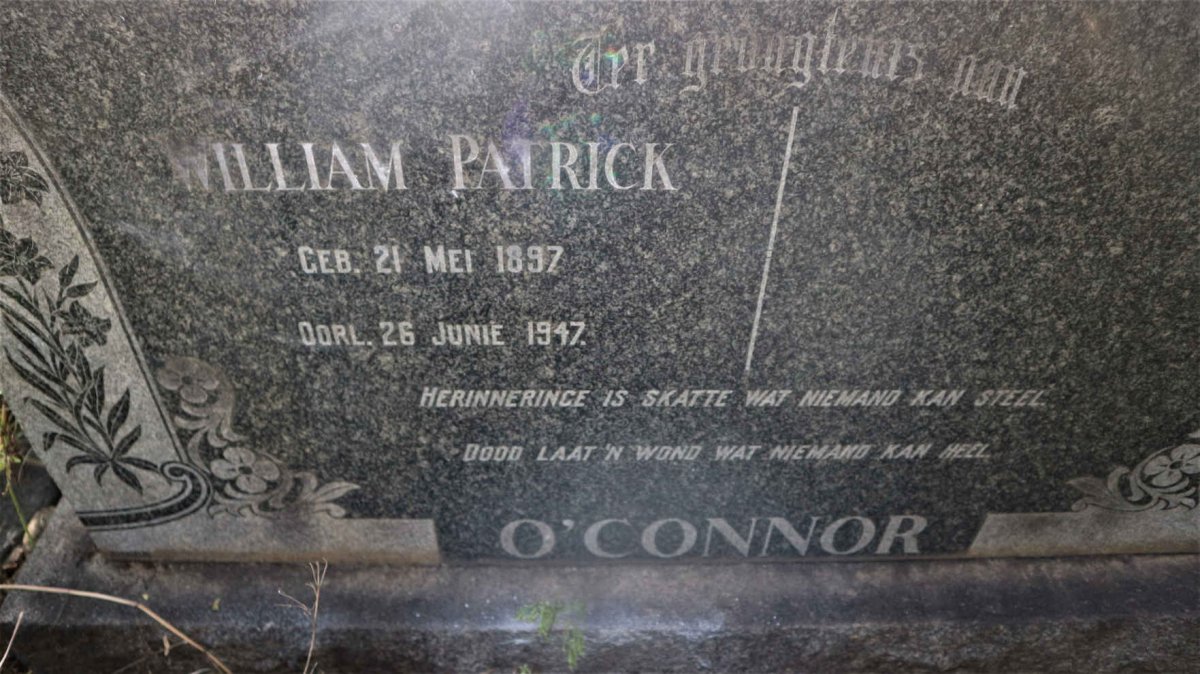 Ter gedagtenis aan
WILLIAM PATRICK
GEB. 21 MEI 1897
OORL. 26 JUNIE 1947.
HERINNERINGE IS SKATTE WAT NIEMAND KAN STEEL
DOOD LAAT 'N WOND WAT NIEMAND KAN HEEL.
O'CONNOR